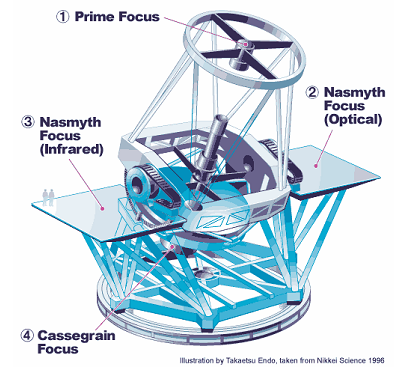 ① Prime Focus
② Nasmyth
Focus
(Optical)
③ Nasmyth
Focus
(Infrared)
④ Cassegrain
Focus
Illustration by Takaetsu Endo, taken from Nikkei Science 1996